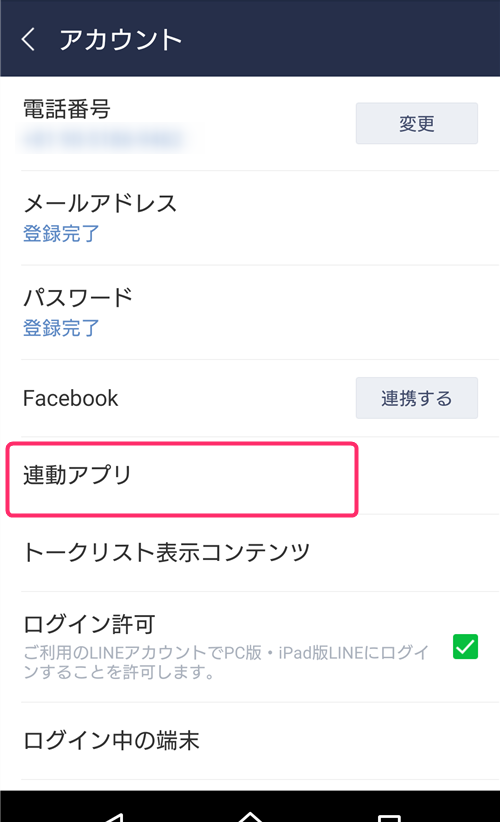 アカウント
電話番号
変更
メールアドレス
登録完了
パスワード
登録完了
Facebook
連携する
連動アプリ
トークリスト表示コンテンツ
ログイン許可
ご利用のLINEアカウントでPC版・iPad版LINEにログイ
ンすることを許可します。
ログイン中の端末